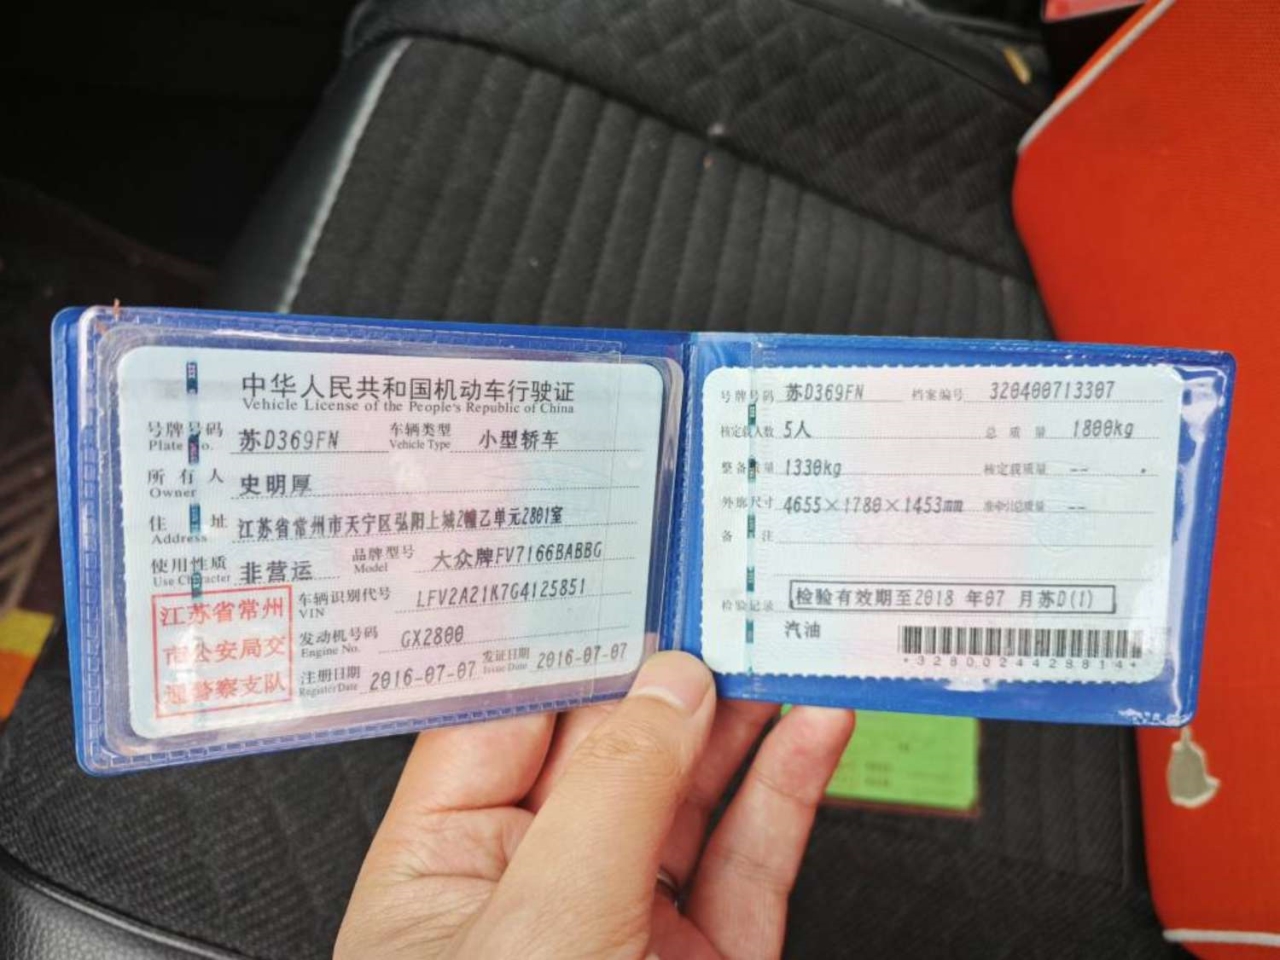 中华人民共和国机动车行驶证
Vehicle License of the People's Republic of China
号牌号码 苏D369FN 车辆类型 小型轿车
Plate No. Vehicle Type
所有人 史明厚
Owner
住址 江苏省常州市天宁区弘阳上城2幢乙单元2801室
Address
使用性质 非营运 品牌型号 大众牌FV7166BABBG
Use Character Model
车辆识别代号 LFV2A21K7G4125851
VIN
发动机号码 GX2800
Engine No.
注册日期 2016-07-07 发证日期 2016-07-07
Register Date Issue Date
江苏省常州
市公安局交
通警察支队
号牌号码 苏D369FN 档案编号 320400713307
核定载人数 5人 总质量 1800kg
整备质量 1330kg 核定载质量 --
外廓尺寸 4655×1780×1453mm 准牵引总质量 --
备注
检验记录 检验有效期至2018 年07 月苏D(1)
汽油
*3280024429814*